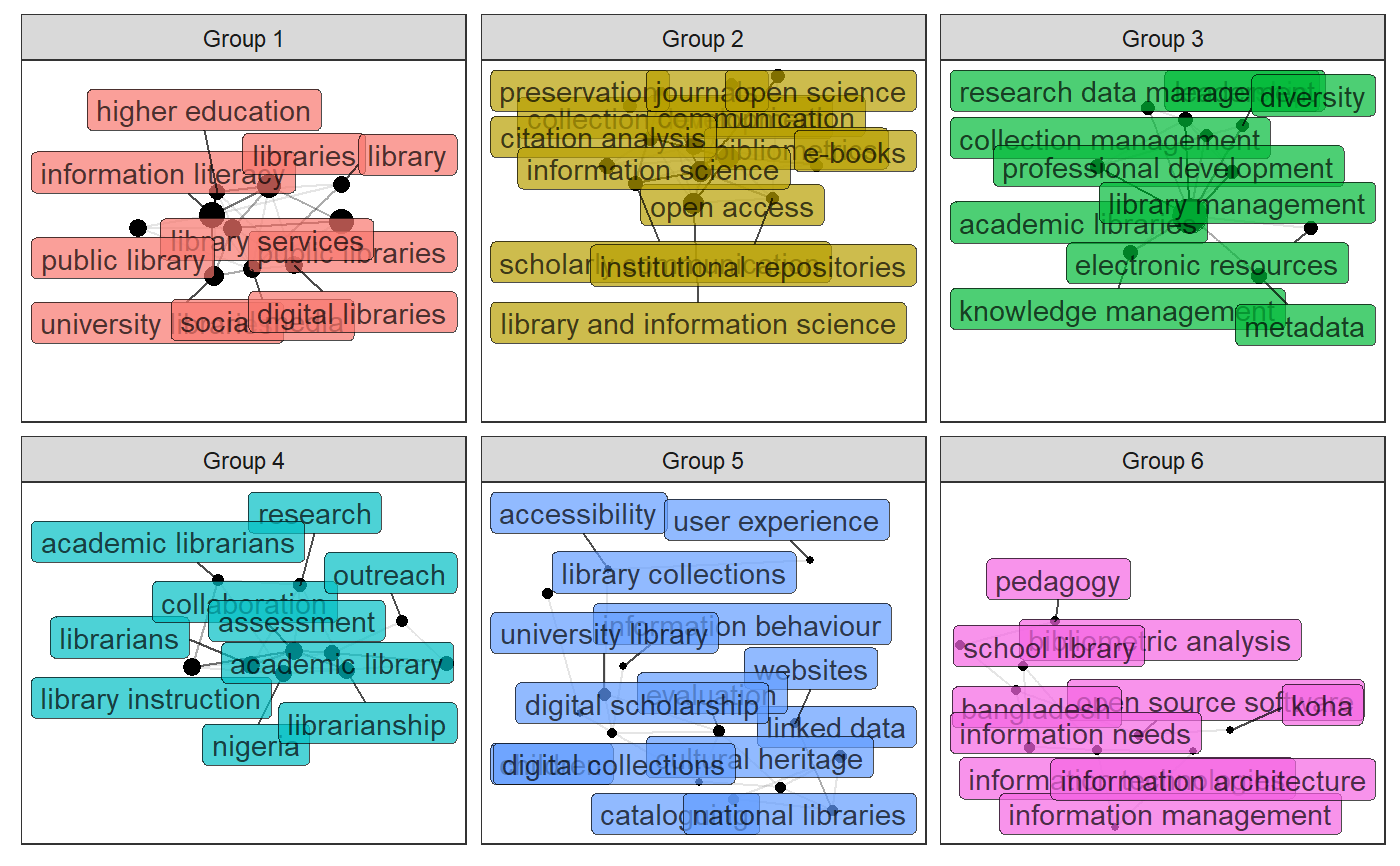 Group 1
higher education
libraries
library
information literacy
library services
public libraries
public library
university libraries
social media
digital libraries
Group 2
preservation
journals
open science
collection
communication
citation analysis
bibliometrics
e-books
information science
open access
scholarly communication
institutional repositories
library and information science
Group 3
research data management
diversity
collection management
professional development
library management
academic libraries
electronic resources
knowledge management
metadata
Group 4
research
academic librarians
outreach
collaboration
assessment
librarians
academic library
library instruction
librarianship
nigeria
Group 5
accessibility
user experience
library collections
information behaviour
university library
websites
evaluation
digital scholarship
linked data
cultural heritage
digital collections
cataloguing
national libraries
Group 6
pedagogy
bibliometric analysis
school library
open source software
koha
bangladesh
information needs
information technologies
information architecture
information management